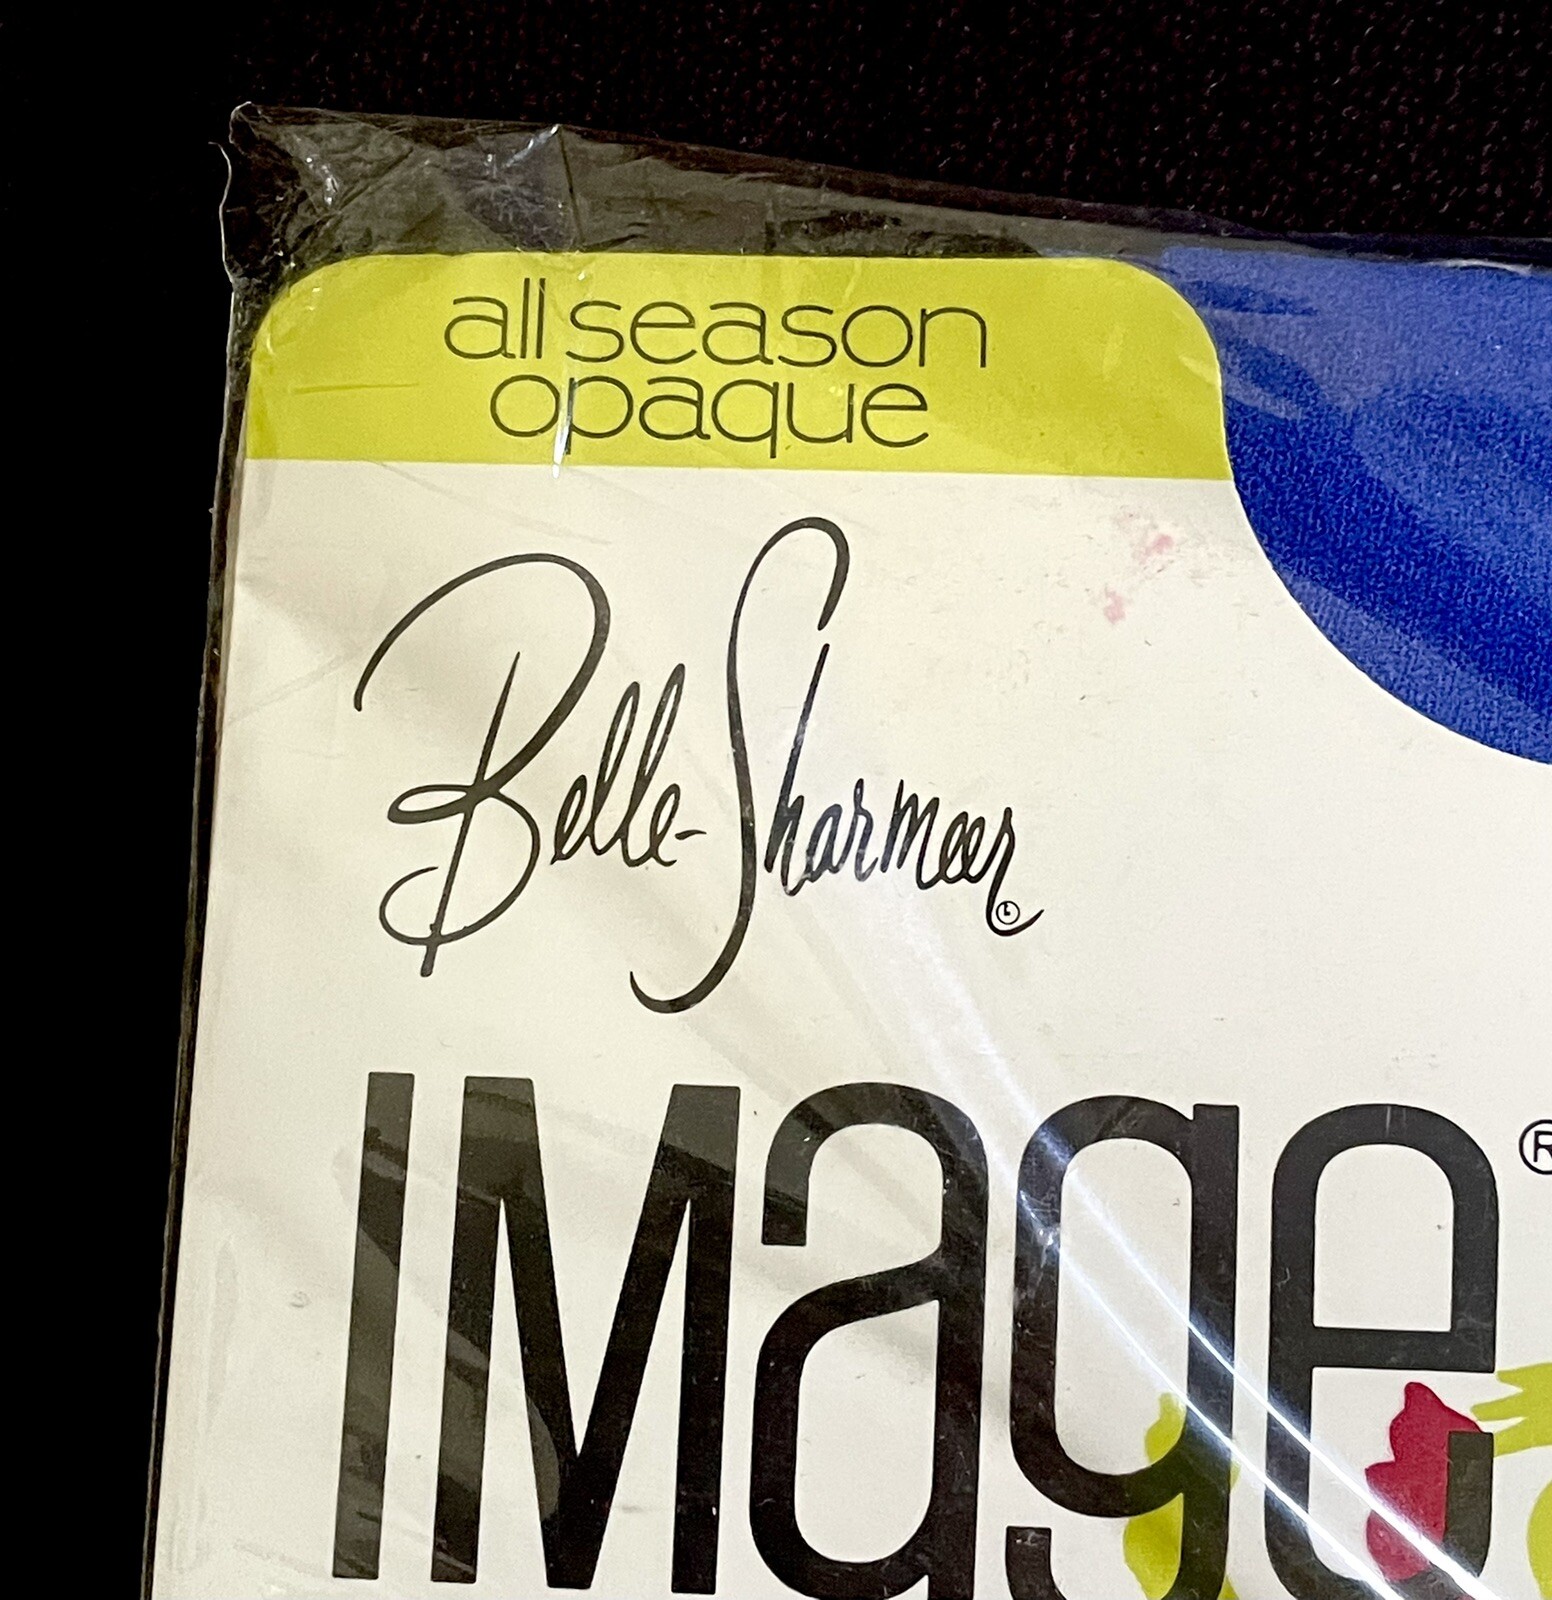 all season
opaque
Belle-Sharmeer
IMage®